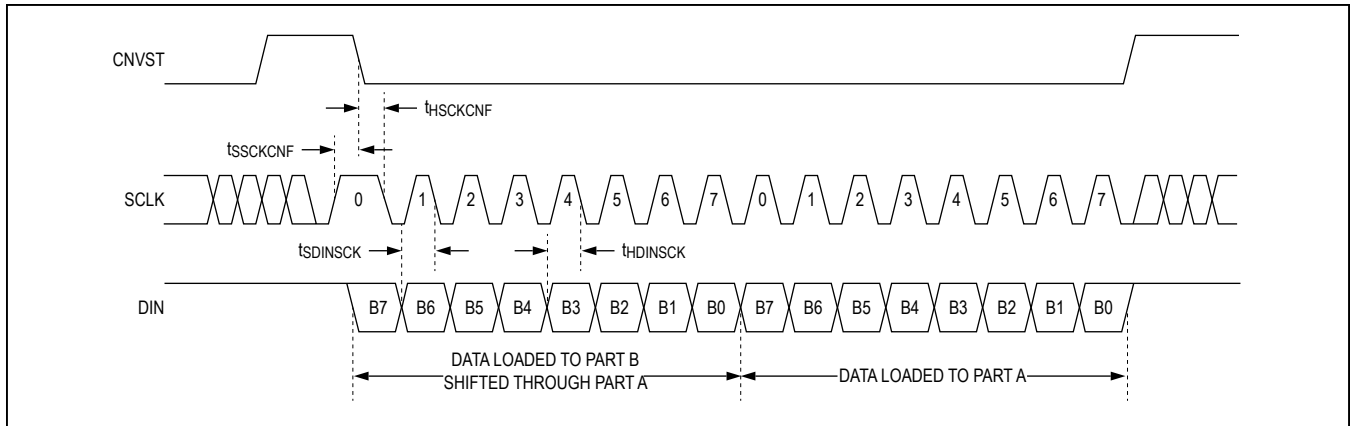 CNVST
tHSCKCNF
tSSCKCNF
SCLK 0 1 2 3 4 5 6 7 0 1 2 3 4 5 6 7
tSDINSCK tHDINSCK
DIN B7 B6 B5 B4 B3 B2 B1 B0 B7 B6 B5 B4 B3 B2 B1 B0
DATA LOADED TO PART B
SHIFTED THROUGH PART A
DATA LOADED TO PART A